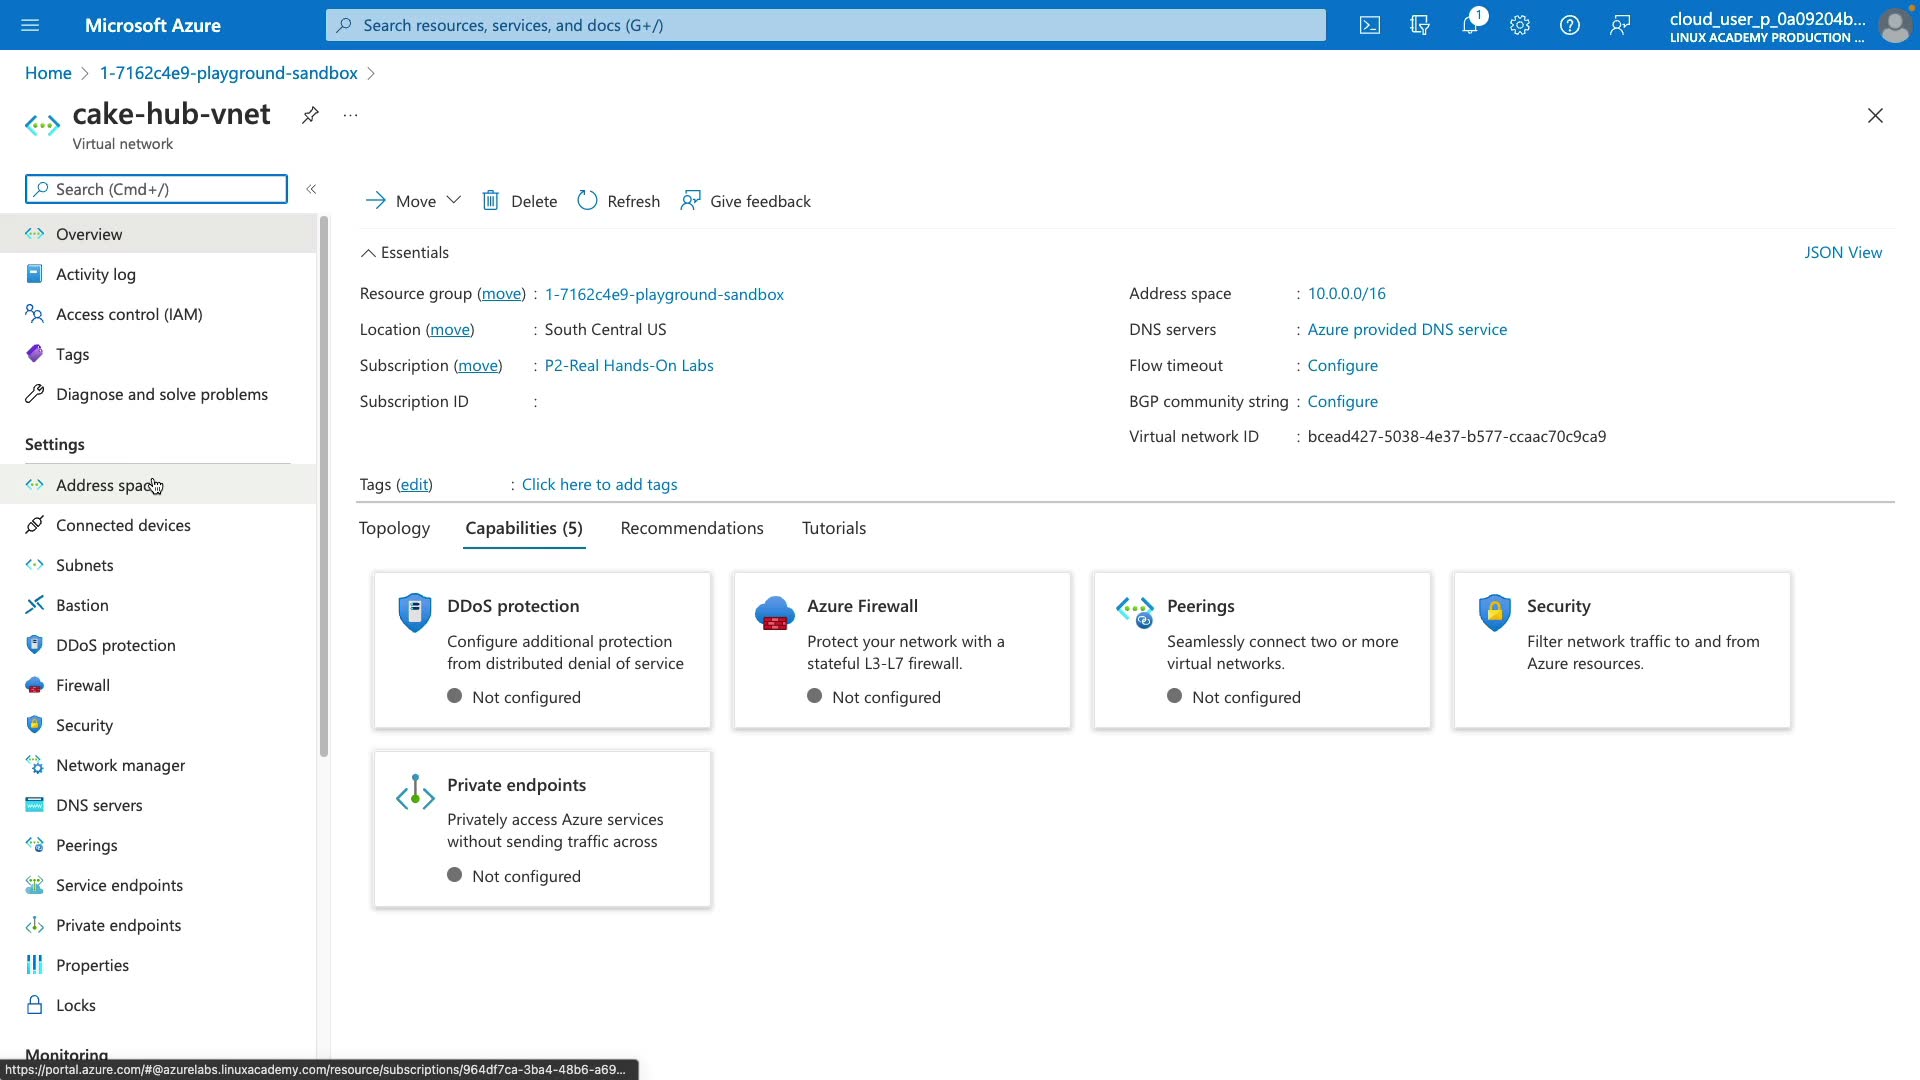 Microsoft Azure
Search resources, services, and docs (G+/)
1
cloud_user_p_0a09204b...
LINUX ACADEMY PRODUCTION ...
Home
1-7162c4e9-playground-sandbox
cake-hub-vnet
...
Virtual network
Search (Cmd+/)
«
Move
Delete
Refresh
Give feedback
Overview
Activity log
Access control (IAM)
Tags
Diagnose and solve problems
Settings
Address space
Connected devices
Subnets
Bastion
DDoS protection
Firewall
Security
Network manager
DNS servers
Peerings
Service endpoints
Private endpoints
Properties
Locks
Monitoring
Essentials
JSON View
Resource group (move) : 1-7162c4e9-playground-sandbox
Location (move) : South Central US
Subscription (move) : P2-Real Hands-On Labs
Subscription ID :
Address space : 10.0.0.0/16
DNS servers : Azure provided DNS service
Flow timeout : Configure
BGP community string : Configure
Virtual network ID : bcead427-5038-4e37-b577-ccaac70c9ca9
Tags (edit) : Click here to add tags
Topology
Capabilities (5)
Recommendations
Tutorials
DDoS protection
Configure additional protection
from distributed denial of service
Not configured
Azure Firewall
Protect your network with a
stateful L3-L7 firewall.
Not configured
Peerings
Seamlessly connect two or more
virtual networks.
Not configured
Security
Filter network traffic to and from
Azure resources.
Private endpoints
Privately access Azure services
without sending traffic across
Not configured
https://portal.azure.com/#@azurelabs.linuxacademy.com/resource/subscriptions/964df7ca-3ba4-48b6-a69...